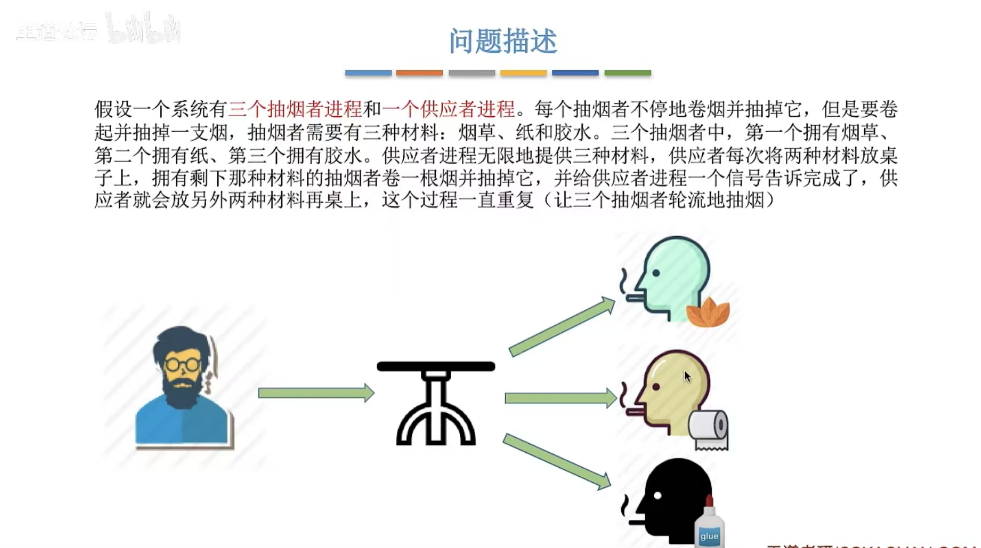 问题描述
假设一个系统有三个抽烟者进程和一个供应者进程。每个抽烟者不停地卷烟并抽掉它，但是要卷
起并抽掉一支烟，抽烟者需要有三种材料：烟草、纸和胶水。三个抽烟者中，第一个拥有烟草、
第二个拥有纸、第三个拥有胶水。供应者进程无限地提供三种材料，供应者每次将两种材料放桌
子上，拥有剩下那种材料的抽烟者卷一根烟并抽掉它，并给供应者进程一个信号告诉完成了，供
应者就会放另外两种材料再桌上，这个过程一直重复（让三个抽烟者轮流地抽烟）
glue